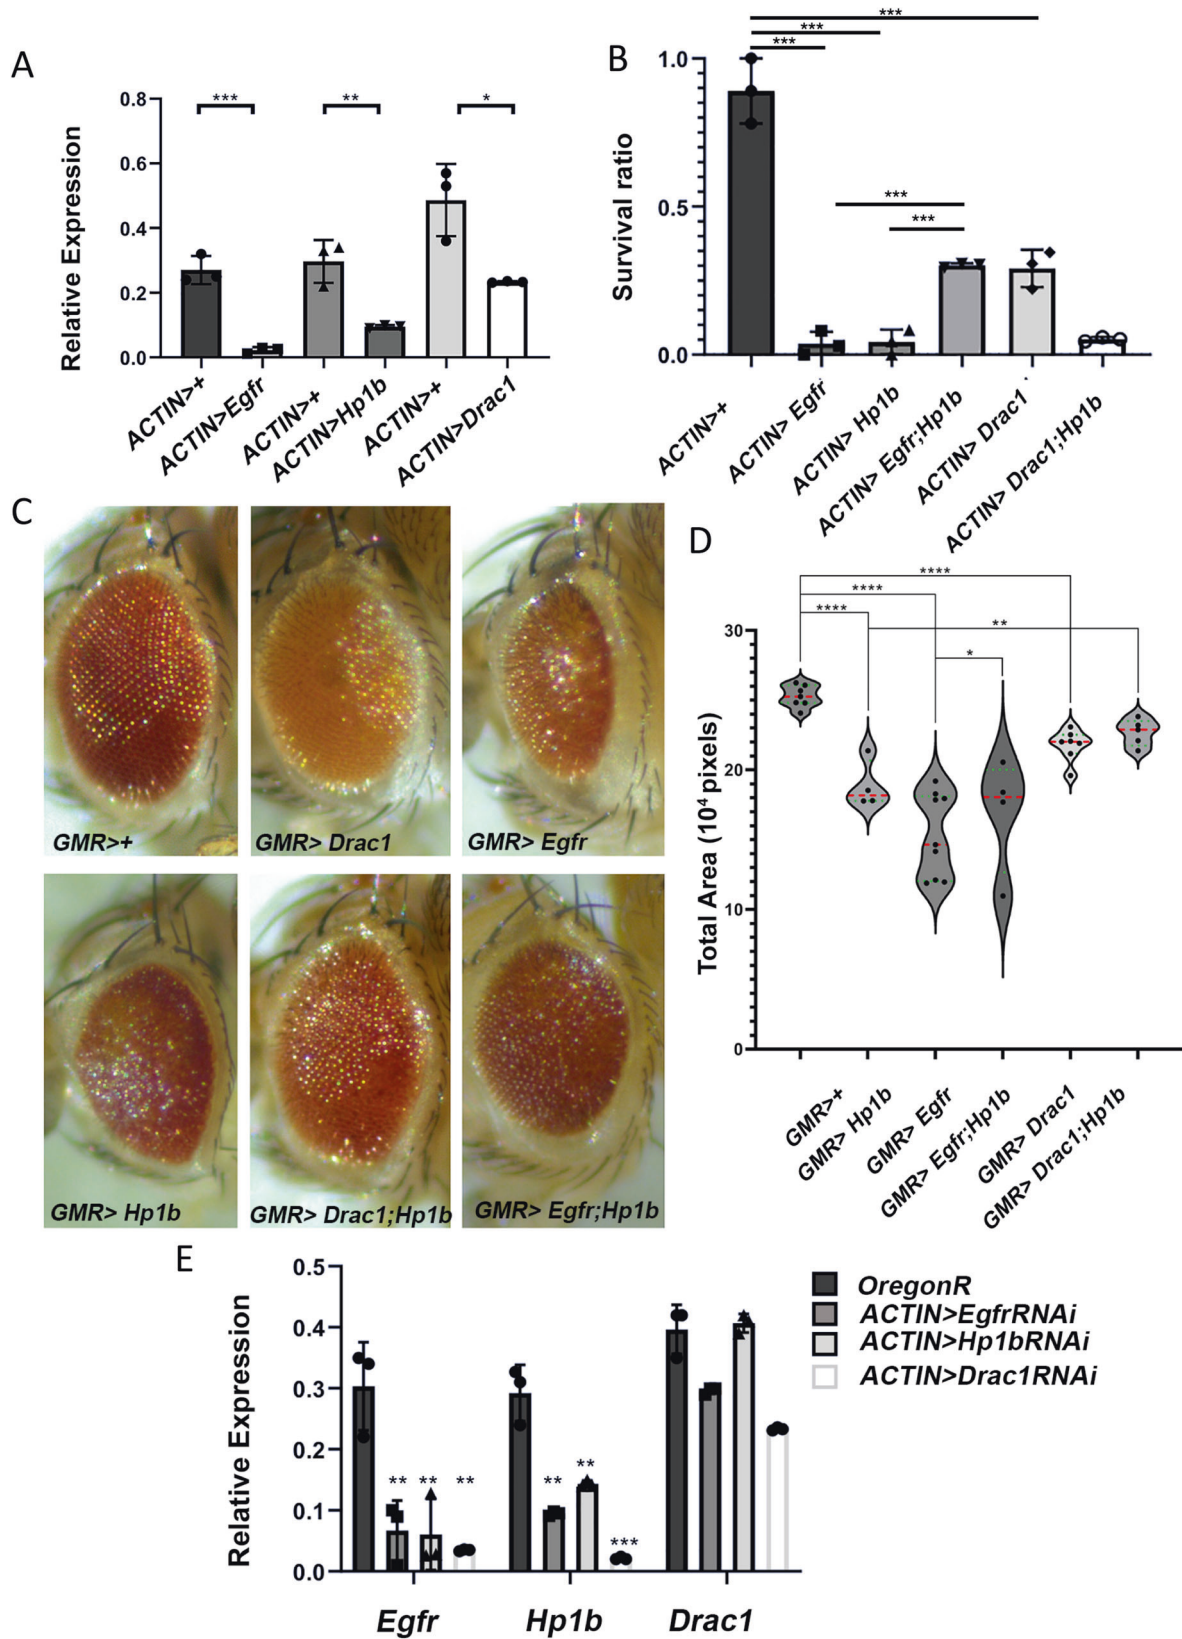 A
Relative Expression
0.8
0.6
0.4
0.2
0.0
***
**
*
ACTIN>+
ACTIN>Egfr
ACTIN>+
ACTIN>Hp1b
ACTIN>+
ACTIN>Drac1
B
Survival ratio
1.0
0.5
0.0
***
***
***
***
***
ACTIN>+
ACTIN> Egfr
ACTIN> Hp1b
ACTIN> Egfr;Hp1b
ACTIN> Drac1
ACTIN> Drac1;Hp1b
C
GMR>+
GMR> Drac1
GMR> Egfr
GMR> Hp1b
GMR> Drac1;Hp1b
GMR> Egfr;Hp1b
D
Total Area (10⁴ pixels)
30
20
10
0
****
****
****
**
*
GMR>+
GMR> Hp1b
GMR> Egfr
GMR> Egfr;Hp1b
GMR> Drac1
GMR> Drac1;Hp1b
E
Relative Expression
0.5
0.4
0.3
0.2
0.1
0.0
**
**
**
**
**
***
Egfr
Hp1b
Drac1
OregonR
ACTIN>EgfrRNAi
ACTIN>Hp1bRNAi
ACTIN>Drac1RNAi